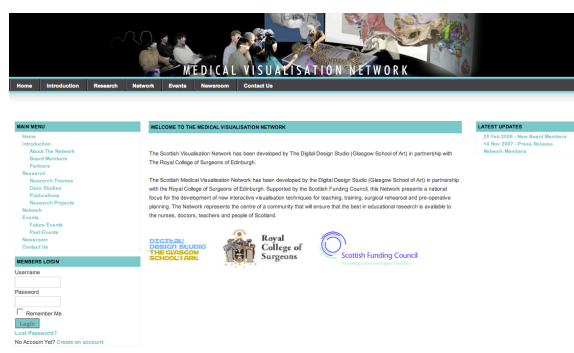 MEDICAL VISUALISATION NETWORK
Home Introduction Research Network Events Newsroom Contact Us
MAIN MENU
Home
Introduction
About The Network
Board Members
Partners
Research
Research Themes
Case Studies
Publications
Research Projects
Network
Events
Future Events
Past Events
Newsroom
Contact Us
MEMBERS LOGIN
Username
Password
Remember Me
Login
Lost Password?
No Account Yet? Create an account
WELCOME TO THE MEDICAL VISUALISATION NETWORK
The Scottish Visualisation Network has been developed by The Digital Design Studio (Glasgow School of Art) in partnership with
The Royal College of Surgeons of Edinburgh.
The Scottish Medical Visualisation Network has been developed by the Digital Design Studio (Glasgow School of Art) in partnership
with the Royal College of Surgeons of Edinburgh. Supported by the Scottish Funding Council, this Network presents a national
focus for the development of new interactive visualisation techniques for teaching, training, surgical rehearsal and pre-operative
planning. The Network represents the centre of a community that will ensure that the best in educational research is available to
the nurses, doctors, teachers and people of Scotland.
DIGITAL
DESIGN STUDIO
THE GLASGOW
SCHOOL OF ART
Royal
College of
Surgeons
Scottish Funding Council
Promoting further and higher education
LATEST UPDATES
25 Feb 2008 - New Board Members
14 Nov 2007 - Press Release
Network Members